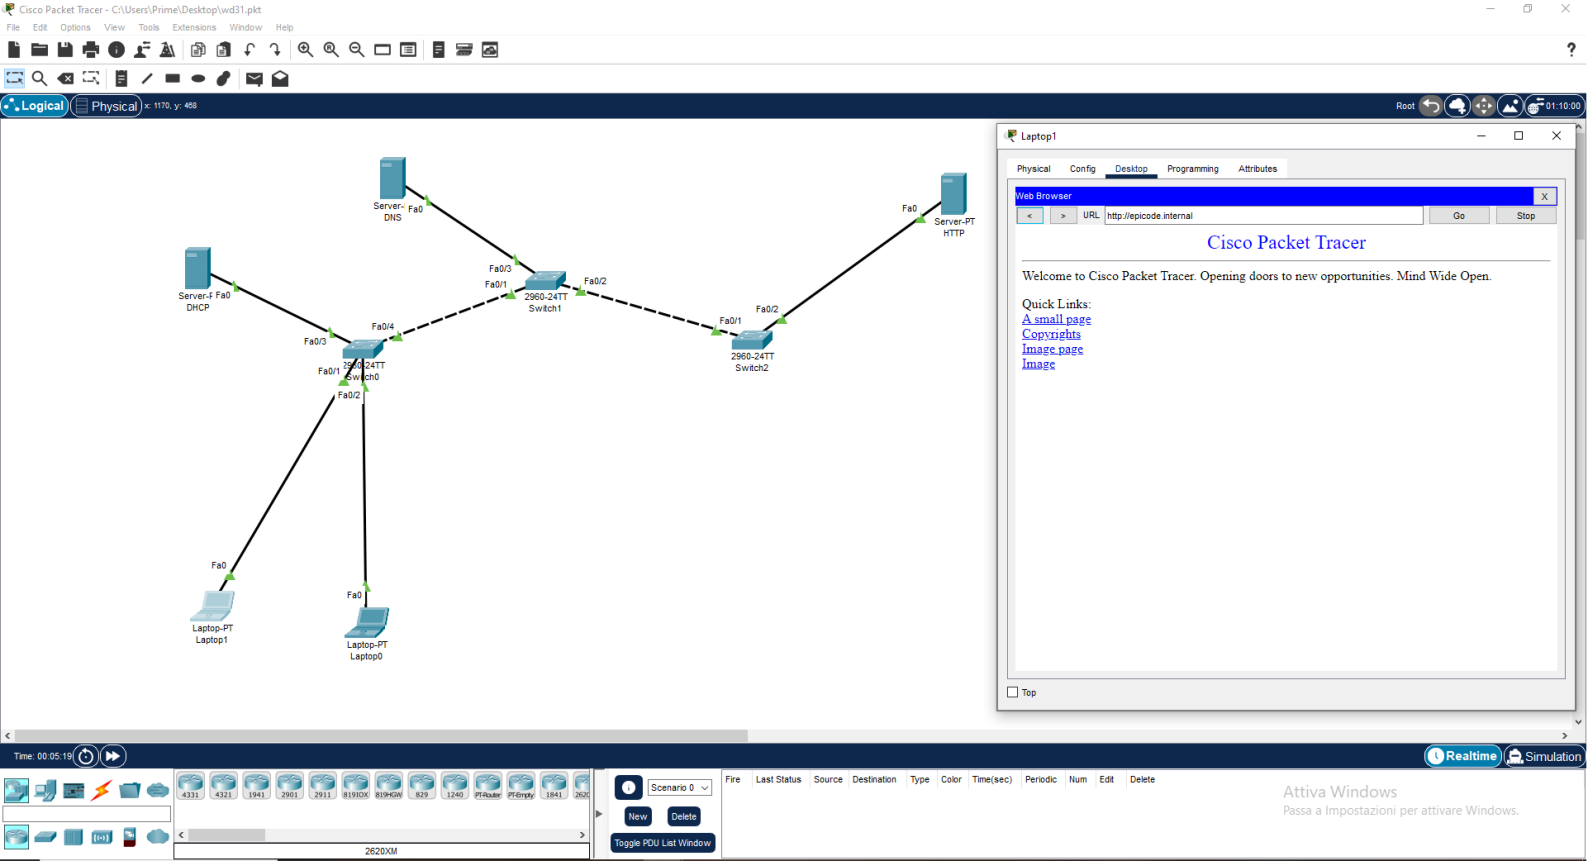 Cisco Packet Tracer - C:\Users\Prime\Desktop\wd31.pkt
File Edit Options View Tools Extensions Window Help
?
Logical Physical x: 1170, y: 468 Root 01:10:00
Laptop1
Physical Config Desktop Programming Attributes
Web Browser X
< > URL http://epicode.internal Go Stop
Cisco Packet Tracer
Welcome to Cisco Packet Tracer. Opening doors to new opportunities. Mind Wide Open.
Quick Links:
A small page
Copyrights
Image page
Image
Top
Server- Fa0
DNS
Fa0
Server-PT
HTTP
Server-F Fa0
DHCP
Fa0/3
Fa0/1 Fa0/2
2960-24TT
Switch1
Fa0/2
Fa0/1
2960-24TT
Switch2
Fa0/4
Fa0/3
2960-24TT
Switch0
Fa0/1
Fa0/2
Fa0
Laptop-PT
Laptop1
Fa0
Laptop-PT
Laptop0
Time: 00:05:19 Realtime Simulation
4331 4321 1941 2901 2911 819IOX 819HGW 829 1240 PT-Router PT-Empty 1841 262
2620XM
Scenario 0
New Delete
Toggle PDU List Window
Fire Last Status Source Destination Type Color Time(sec) Periodic Num Edit Delete
Attiva Windows
Passa a Impostazioni per attivare Windows.